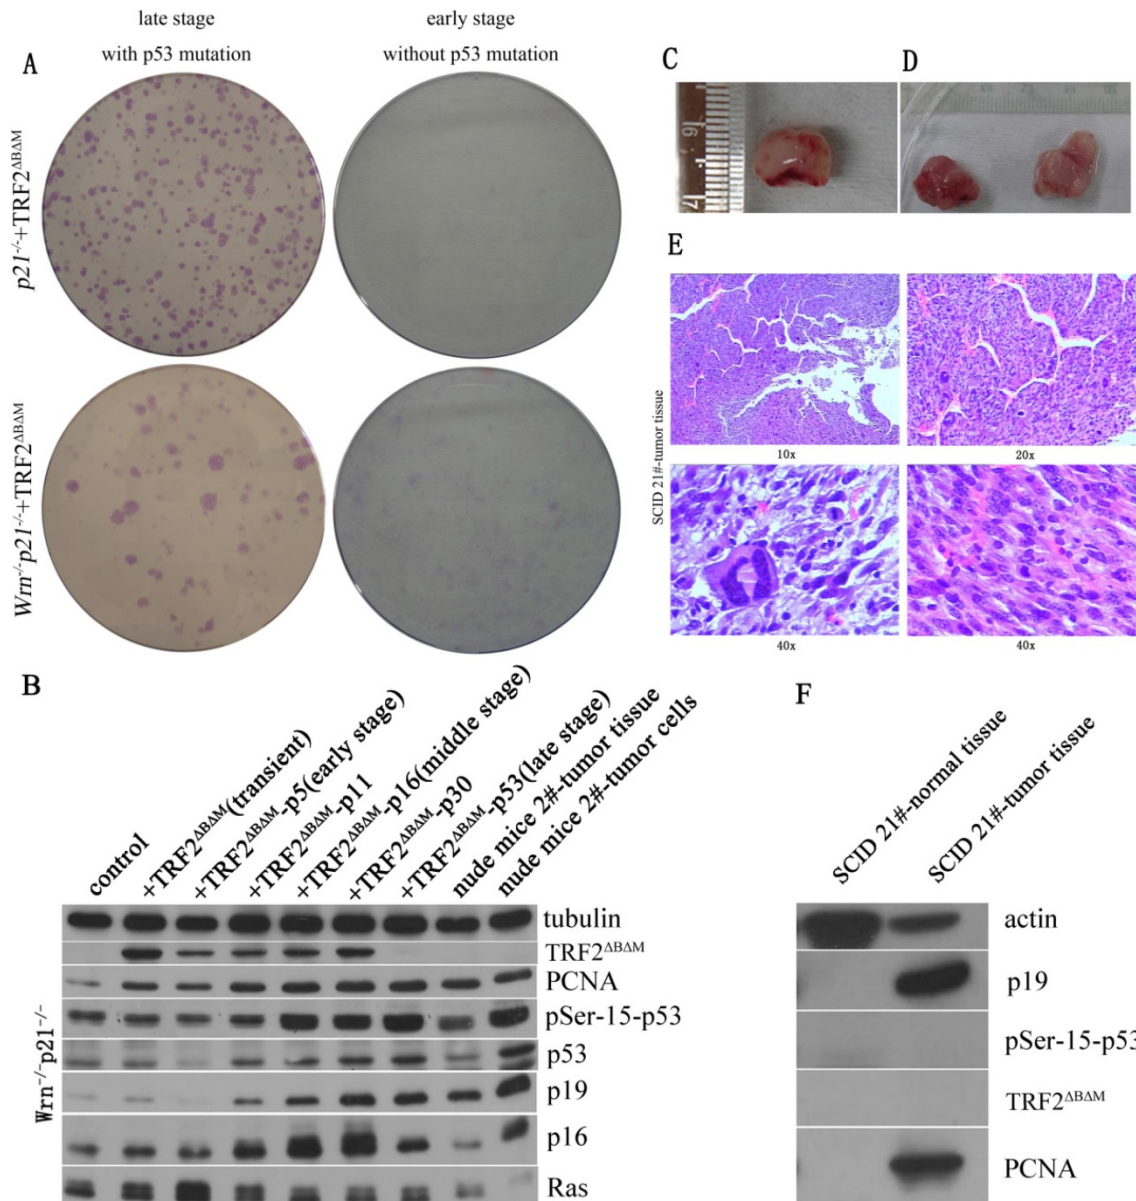 late stage
with p53 mutation
early stage
without p53 mutation
A
p21⁻/⁻+TRF2ΔBΔM
Wrn⁻/⁻p21⁻/⁻+TRF2ΔBΔM
C
D
E
SCID 21#-tumor tissue
10x
20x
40x
40x
B
control
+TRF2ΔBΔM(transient)
+TRF2ΔBΔM-p5(early stage)
+TRF2ΔBΔM-p11
+TRF2ΔBΔM-p16(middle stage)
+TRF2ΔBΔM-p30
+TRF2ΔBΔM-p53(late stage)
nude mice 2#-tumor tissue
nude mice 2#-tumor cells
Wrn⁻/⁻p21⁻/⁻
tubulin
TRF2ΔBΔM
PCNA
pSer-15-p53
p53
p19
p16
Ras
F
SCID 21#-normal tissue
SCID 21#-tumor tissue
actin
p19
pSer-15-p53
TRF2ΔBΔM
PCNA